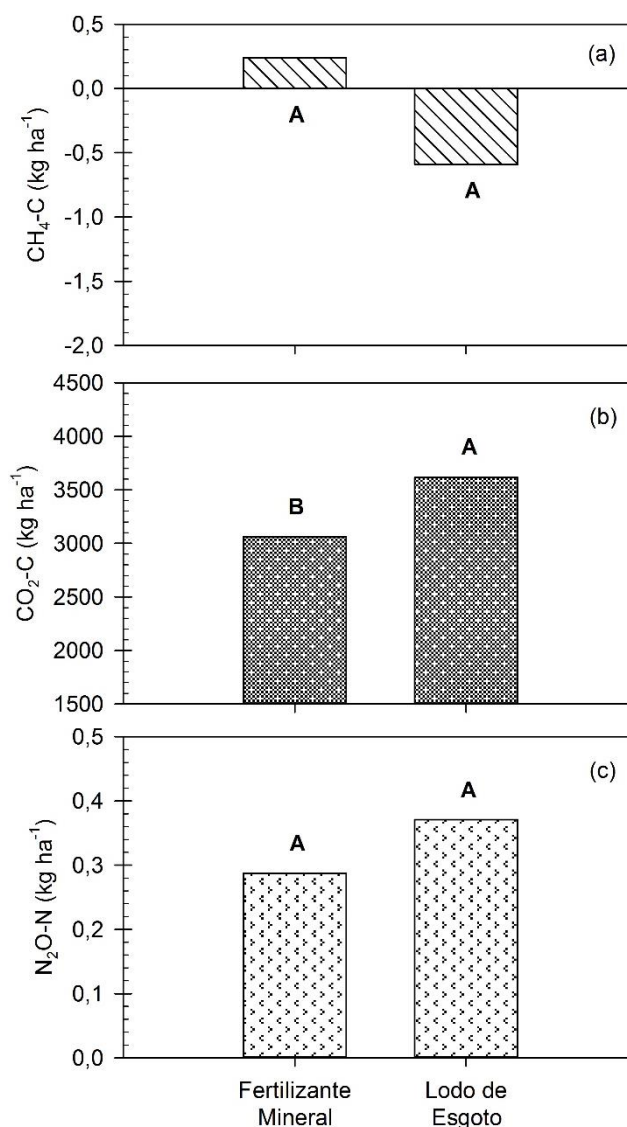 0,5
0,0
-0,5
-1,0
-1,5
-2,0
CH₄-C (kg ha⁻¹)
(a)
A
A
4500
4000
3500
3000
2500
2000
1500
CO₂-C (kg ha⁻¹)
(b)
B
A
0,5
0,4
0,3
0,2
0,1
0,0
N₂O-N (kg ha⁻¹)
(c)
A
A
Fertilizante
Mineral
Lodo de
Esgoto